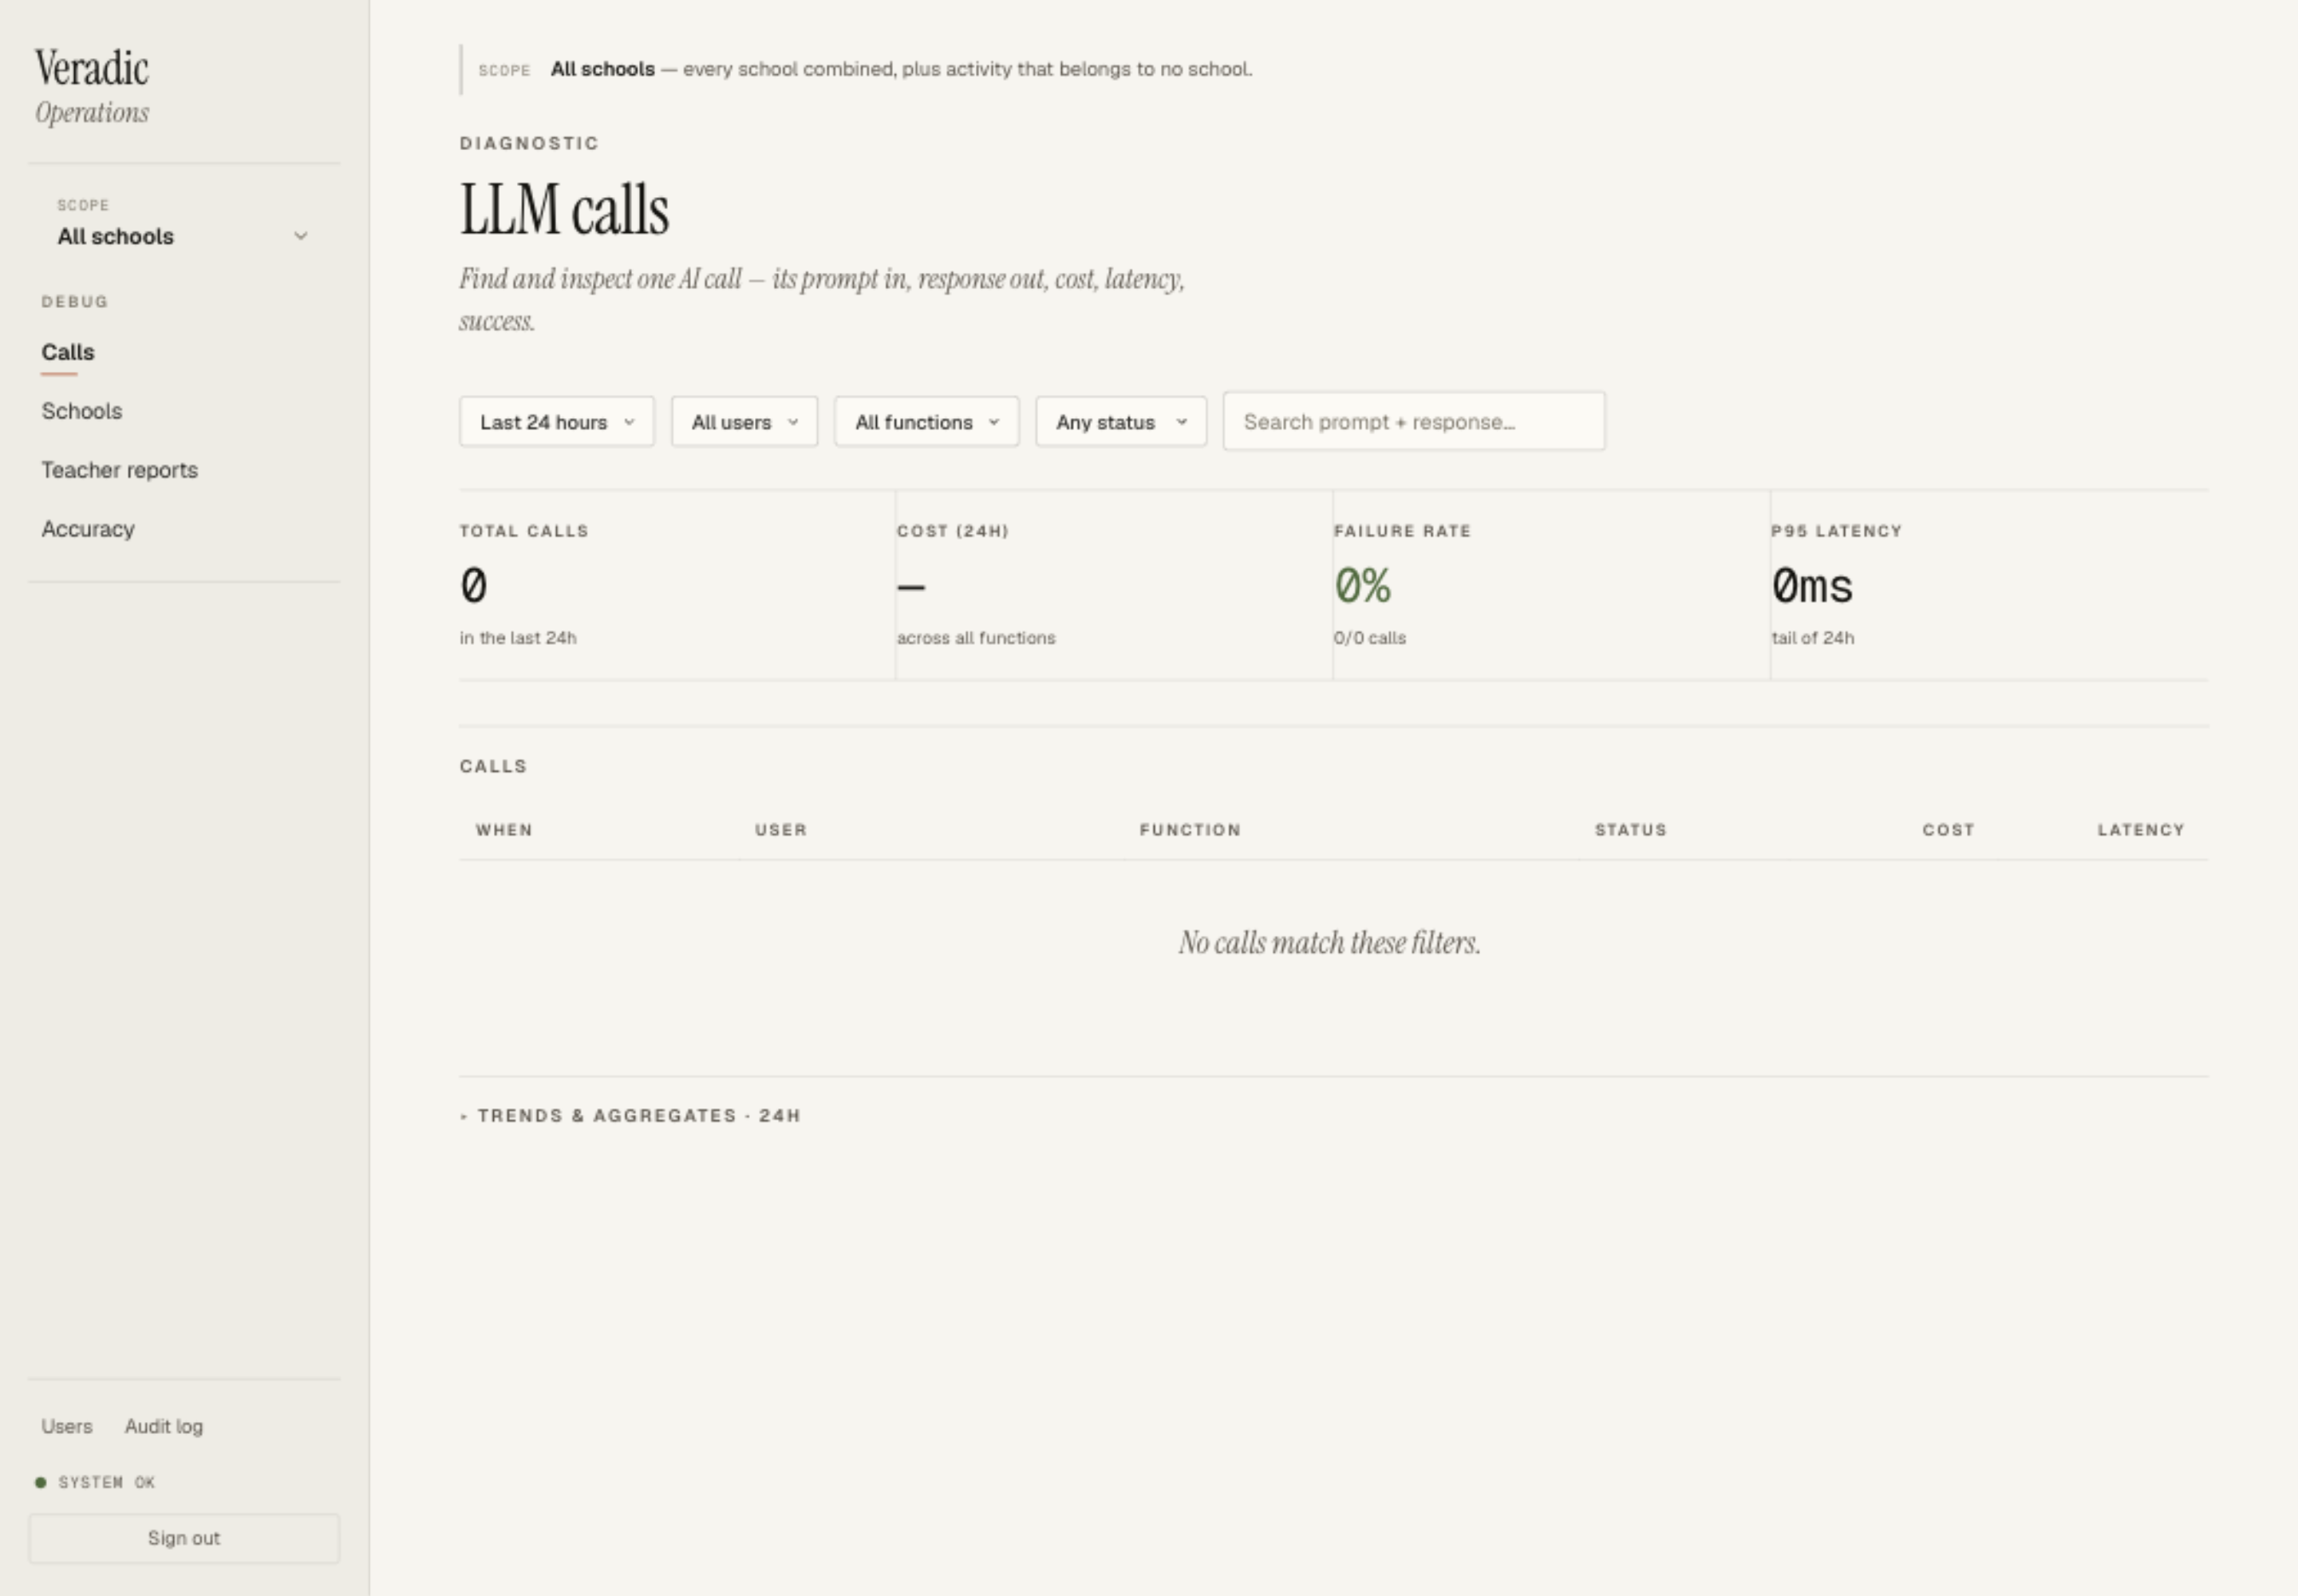 Veradic
Operations
SCOPE
All schools
DEBUG
Calls
Schools
Teacher reports
Accuracy
Users Audit log
SYSTEM OK
Sign out
SCOPE All schools — every school combined, plus activity that belongs to no school.
DIAGNOSTIC
LLM calls
Find and inspect one AI call — its prompt in, response out, cost, latency,
success.
Last 24 hours All users All functions Any status Search prompt + response…
TOTAL CALLS COST (24H) FAILURE RATE P95 LATENCY
0 — 0% 0ms
in the last 24h across all functions 0/0 calls tail of 24h
CALLS
WHEN USER FUNCTION STATUS COST LATENCY
No calls match these filters.
TRENDS & AGGREGATES · 24H